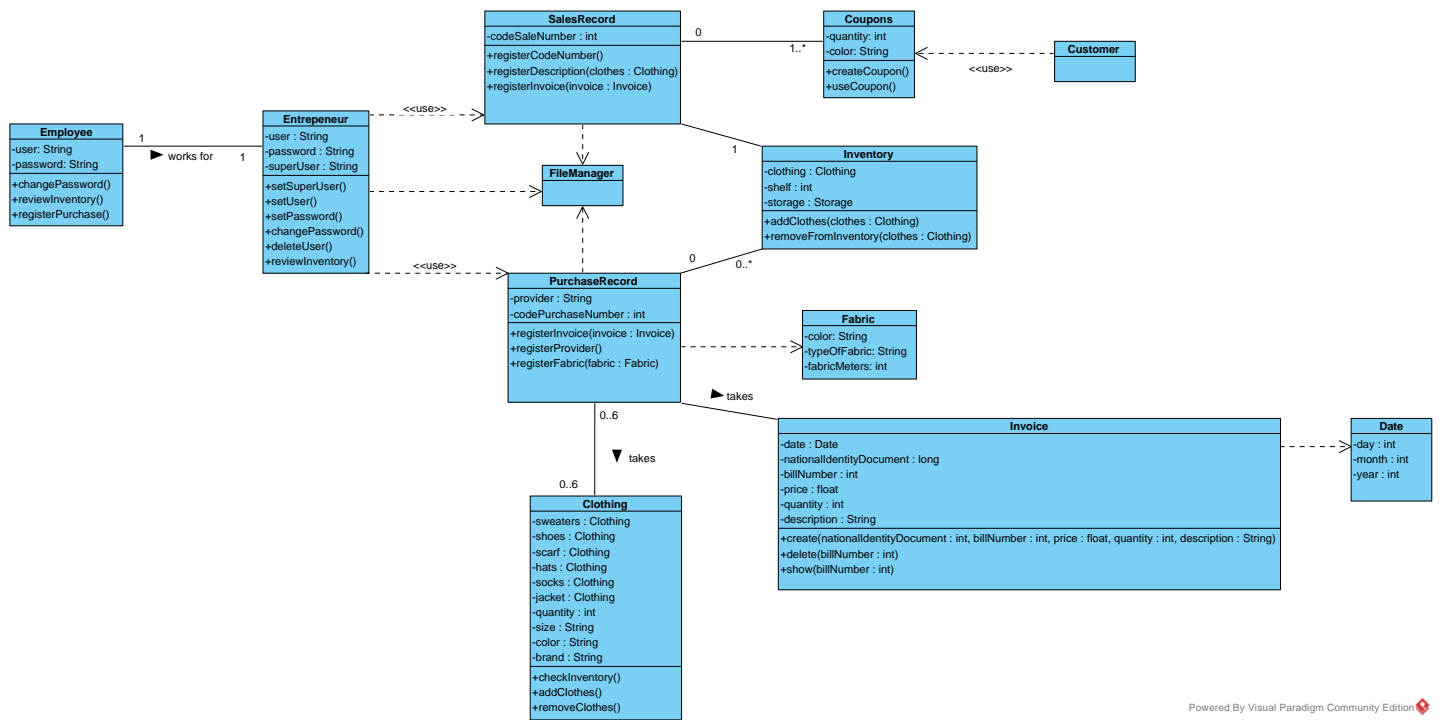 SalesRecord
-codeSaleNumber : int
+registerCodeNumber()
+registerDescription(clothes : Clothing)
+registerInvoice(invoice : Invoice)
0
1..*
Coupons
-quantity: int
-color: String
+createCoupon()
+useCoupon()
<<use>>
Customer
Employee
-user: String
-password: String
+changePassword()
+reviewInventory()
+registerPurchase()
1
works for
1
Entrepeneur
-user : String
-password : String
-superUser : String
+setSuperUser()
+setUser()
+setPassword()
+changePassword()
+deleteUser()
+reviewInventory()
<<use>>
<<use>>
FileManager
1
Inventory
-clothing : Clothing
-shelf : int
-storage : Storage
+addClothes(clothes : Clothing)
+removeFromInventory(clothes : Clothing)
0
0..*
PurchaseRecord
-provider : String
-codePurchaseNumber : int
+registerInvoice(invoice : Invoice)
+registerProvider()
+registerFabric(fabric : Fabric)
Fabric
-color: String
-typeOfFabric: String
-fabricMeters: int
takes
0..6
takes
0..6
Invoice
-date : Date
-nationalIdentityDocument : long
-billNumber : int
-price : float
-quantity : int
-description : String
+create(nationalIdentityDocument : int, billNumber : int, price : float, quantity : int, description : String)
+delete(billNumber : int)
+show(billNumber : int)
Date
-day : int
-month : int
-year : int
Clothing
-sweaters : Clothing
-shoes : Clothing
-scarf : Clothing
-hats : Clothing
-socks : Clothing
-jacket : Clothing
-quantity : int
-size : String
-color : String
-brand : String
+checkInventory()
+addClothes()
+removeClothes()
Powered By Visual Paradigm Community Edition